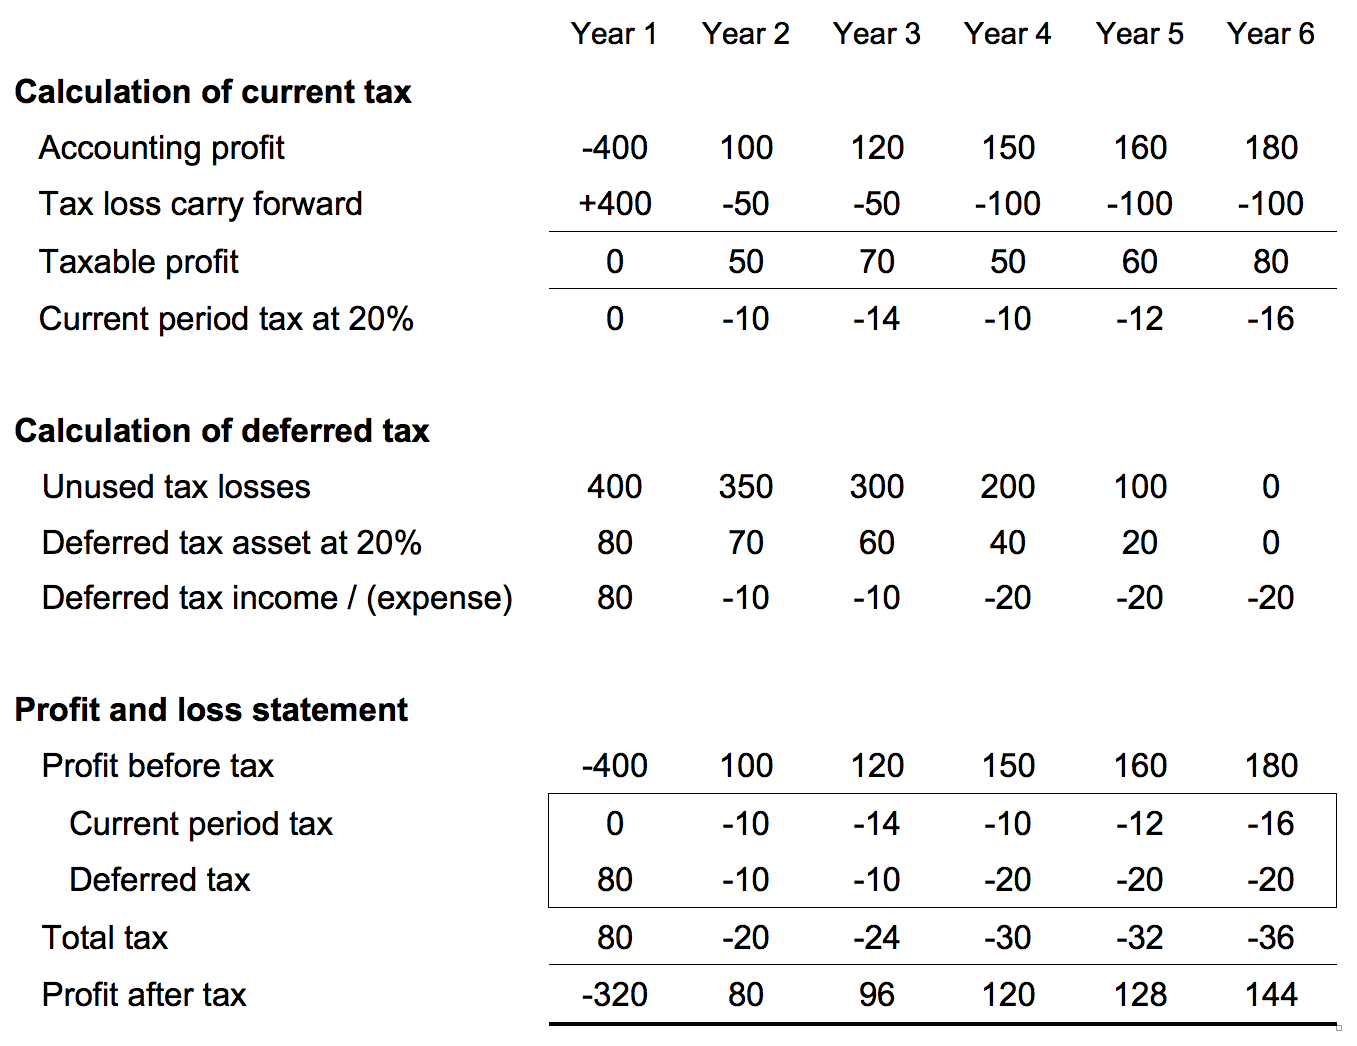 Year 1 Year 2 Year 3 Year 4 Year 5 Year 6
Calculation of current tax
Accounting profit -400 100 120 150 160 180
Tax loss carry forward +400 -50 -50 -100 -100 -100
Taxable profit 0 50 70 50 60 80
Current period tax at 20% 0 -10 -14 -10 -12 -16
Calculation of deferred tax
Unused tax losses 400 350 300 200 100 0
Deferred tax asset at 20% 80 70 60 40 20 0
Deferred tax income / (expense) 80 -10 -10 -20 -20 -20
Profit and loss statement
Profit before tax -400 100 120 150 160 180
Current period tax 0 -10 -14 -10 -12 -16
Deferred tax 80 -10 -10 -20 -20 -20
Total tax 80 -20 -24 -30 -32 -36
Profit after tax -320 80 96 120 128 144